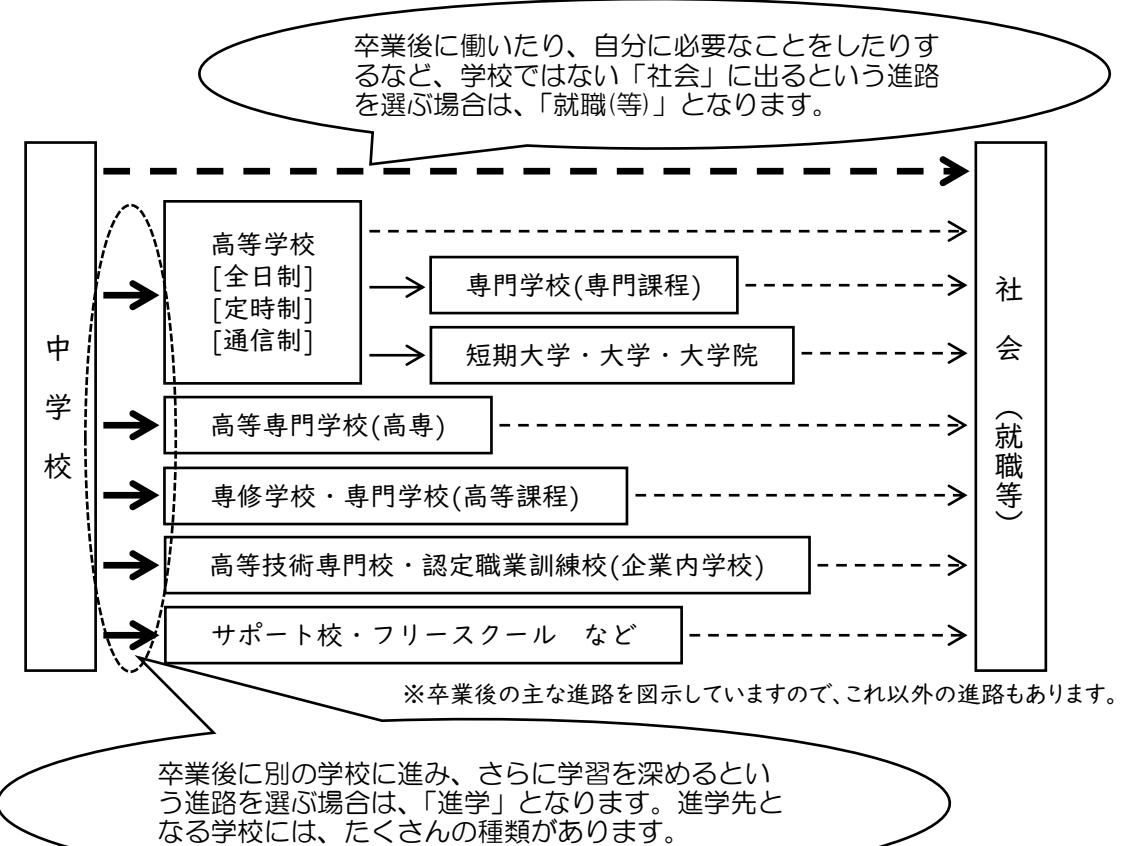 卒業後に働いたり、自分に必要なことをしたりす
るなど、学校ではない「社会」に出るという進路
を選ぶ場合は、「就職(等)」となります。
中学校
高等学校
[全日制]
[定時制]
[通信制]
専門学校(専門課程)
短期大学・大学・大学院
高等専門学校(高専)
専修学校・専門学校(高等課程)
高等技術専門校・認定職業訓練校(企業内学校)
サポート校・フリースクール　など
社会(就職等)
※卒業後の主な進路を図示していますので、これ以外の進路もあります。
卒業後に別の学校に進み、さらに学習を深めるとい
う進路を選ぶ場合は、「進学」となります。進学先と
なる学校には、たくさんの種類があります。